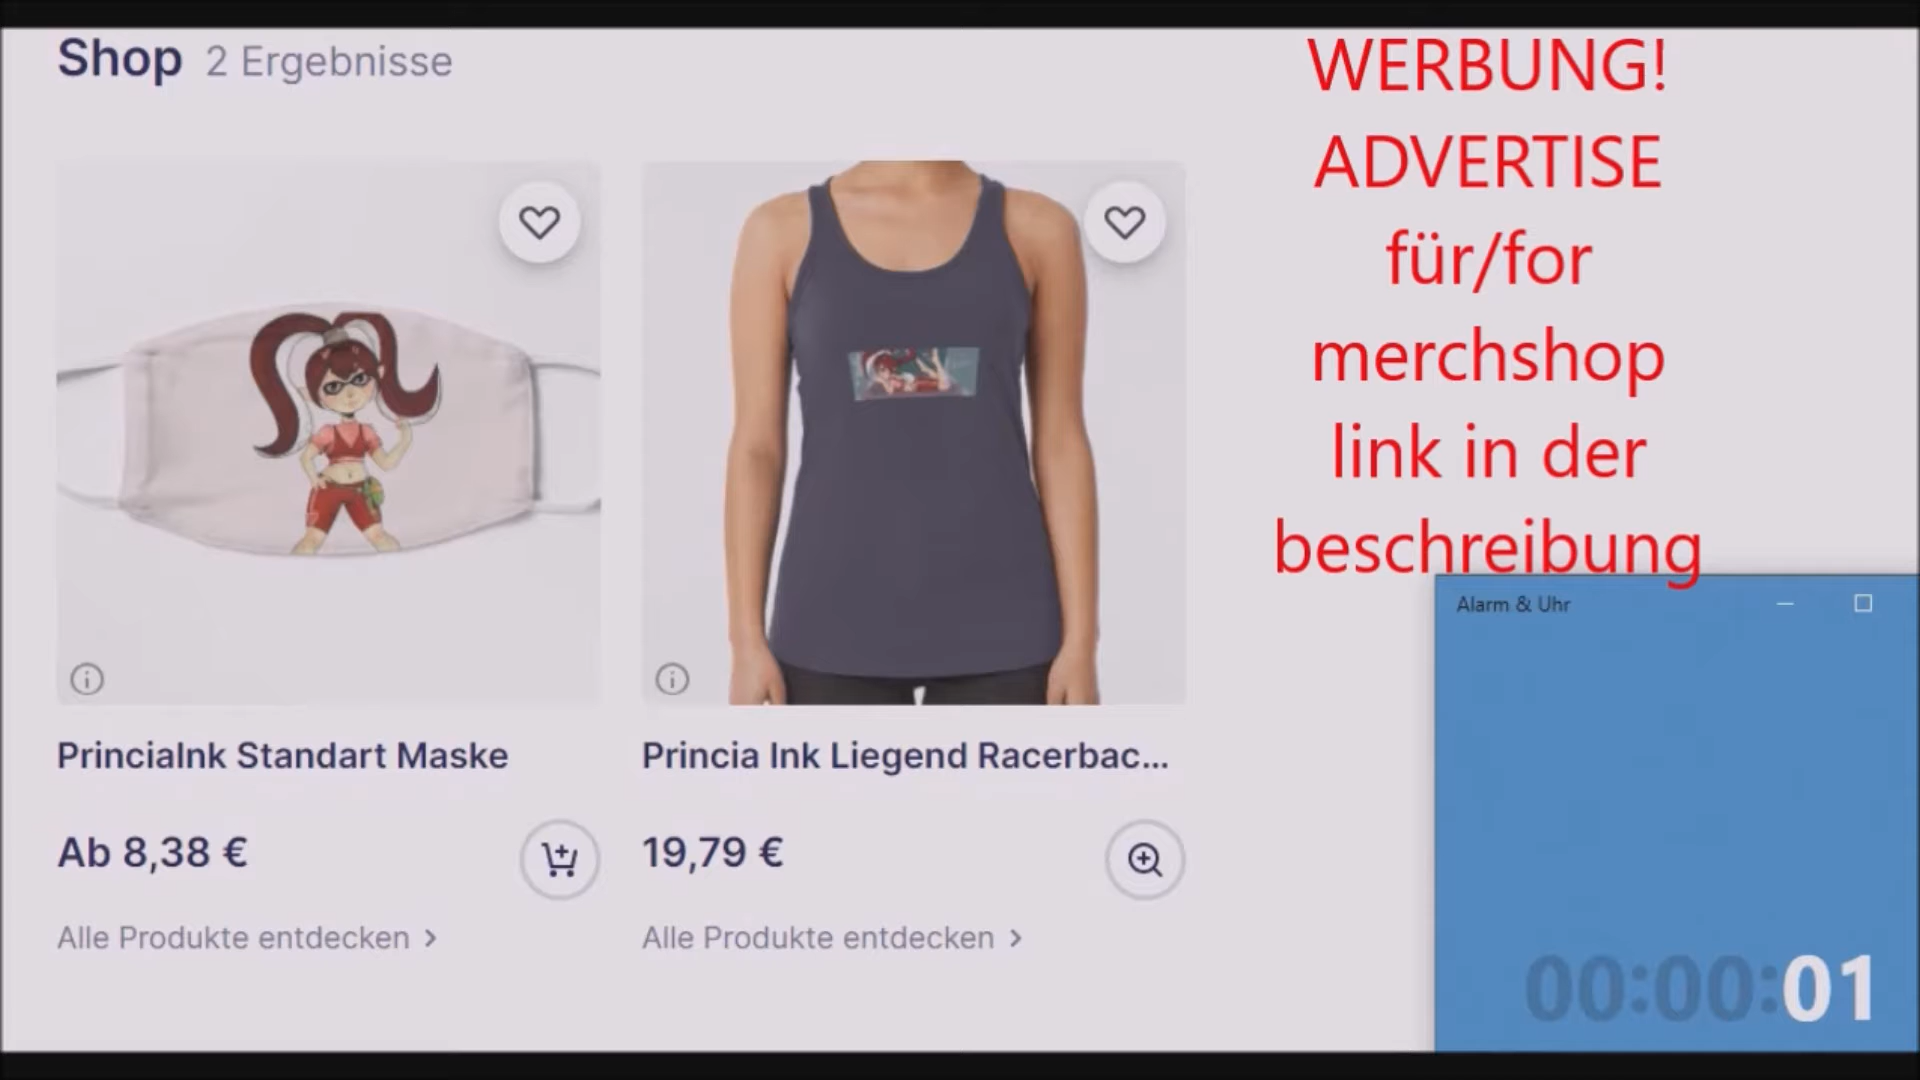 Shop 2 Ergebnisse
WERBUNG!
ADVERTISE
für/for
merchshop
link in der
beschreibung
PrinciaInk Standart Maske
Ab 8,38 €
Alle Produkte entdecken >
Princia Ink Liegend Racerbac...
19,79 €
Alle Produkte entdecken >
Alarm & Uhr
00:00:01